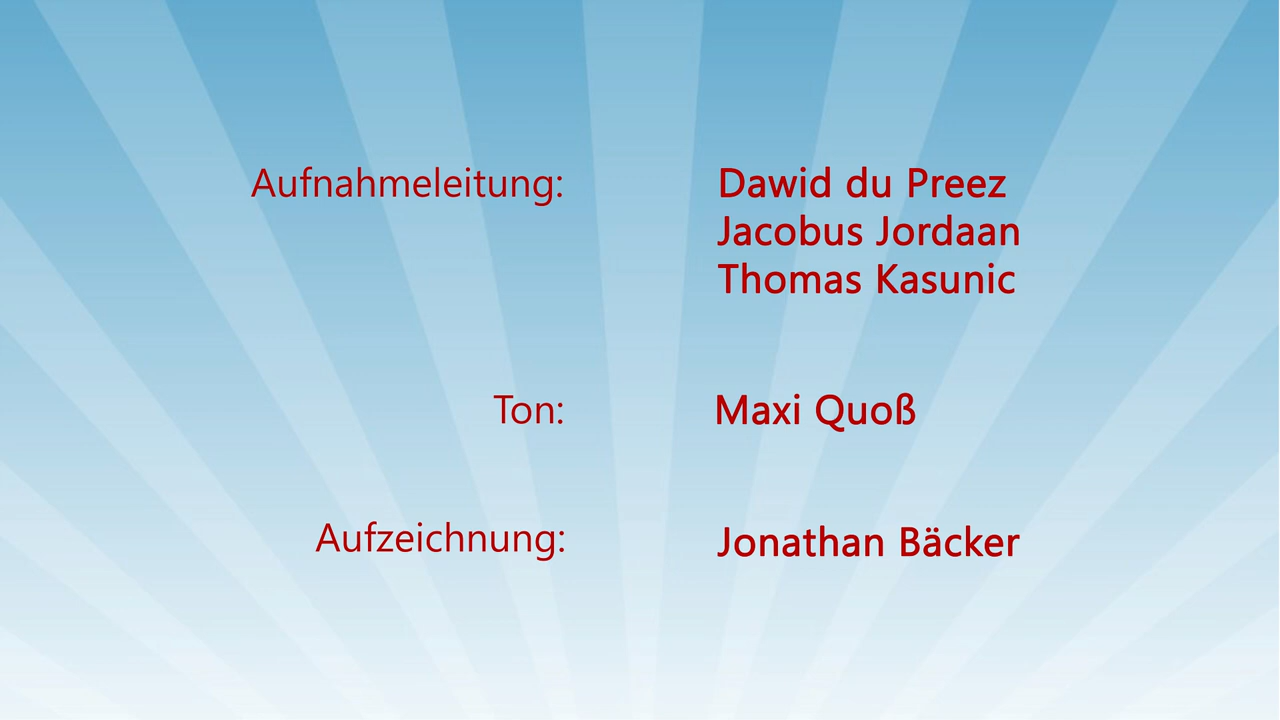 Aufnahmeleitung: Dawid du Preez
Jacobus Jordaan
Thomas Kasunic
Ton: Maxi Quoß
Aufzeichnung: Jonathan Bäcker